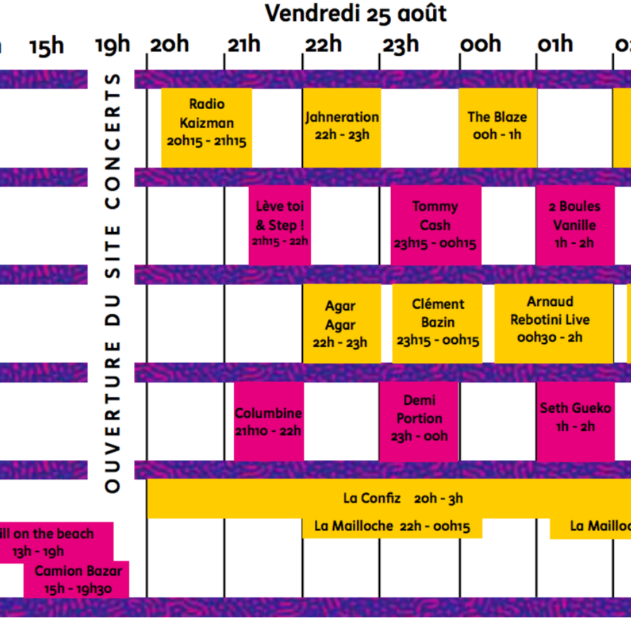 Vendredi 25 août
15h 19h 20h 21h 22h 23h 00h 01h
OUVERTURE DU SITE CONCERTS
Radio
Kaizman
20h15 - 21h15
Jahneration
22h - 23h
The Blaze
00h - 1h
Lève toi
& Step !
21h15 - 22h
Tommy
Cash
23h15 - 00h15
2 Boules
Vanille
1h - 2h
Agar
Agar
22h - 23h
Clément
Bazin
23h15 - 00h15
Arnaud
Rebotini Live
00h30 - 2h
Columbine
21h10 - 22h
Demi
Portion
23h - 00h
Seth Gueko
1h - 2h
La Confiz 20h - 3h
La Mailloche 22h - 00h15
La Mailloc
ill on the beach
13h - 19h
Camion Bazar
15h - 19h30